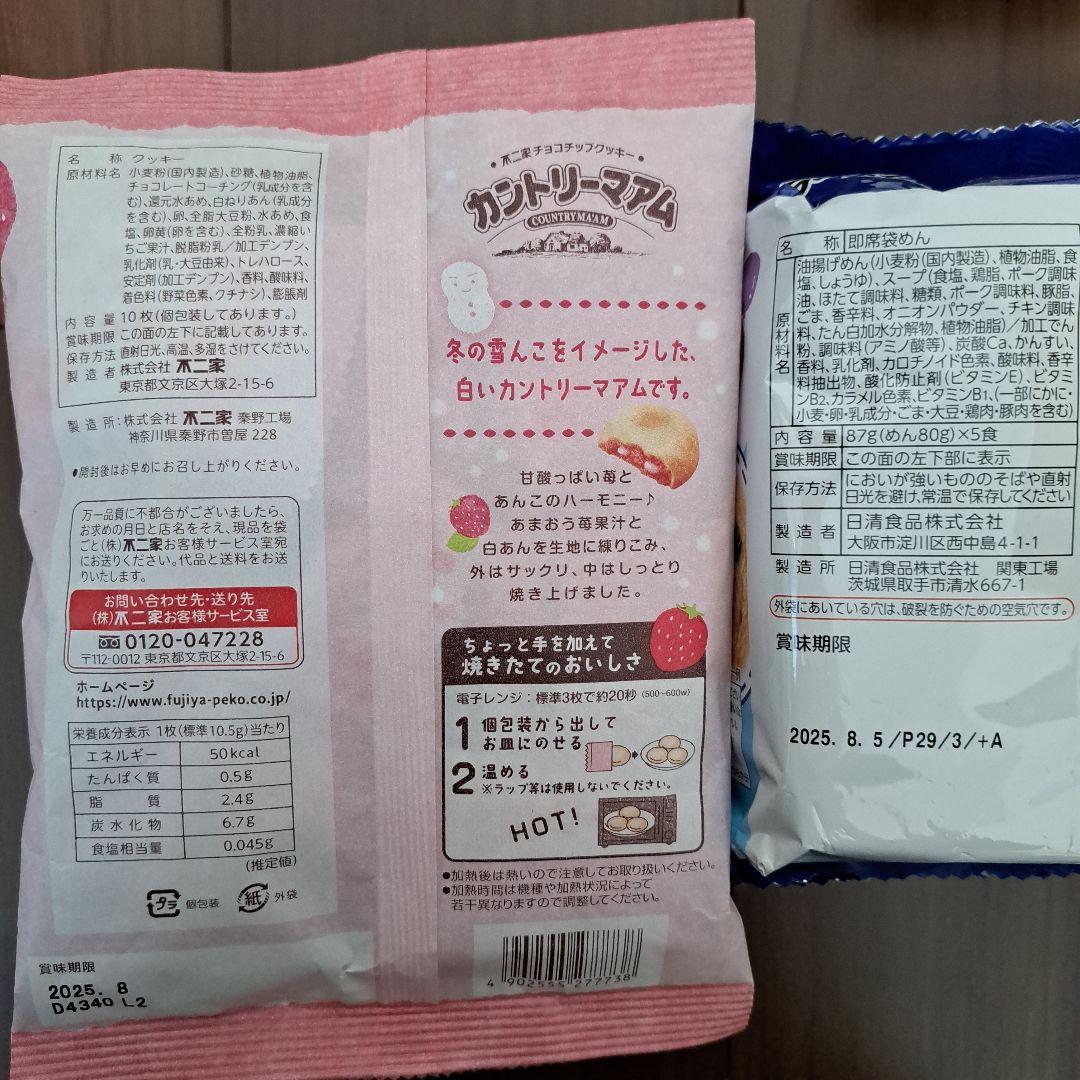 名 称 クッキー
原材料名 小麦粉(国内製造)、砂糖、植物油脂、
チョコレートコーチング(乳成分を含
む)、還元水あめ、白ねりあん(乳成分
を含む)、卵、全脂大豆粉、水あめ、食
塩、卵黄(卵を含む)、全粉乳、濃縮い
ちご果汁、脱脂粉乳/加工デンプン、
乳化剤(乳・大豆由来)、トレハロース、
安定剤(加工デンプン)、香料、酸味料、
着色料(野菜色素、クチナシ)、膨脹剤
内 容 量 10枚(個包装してあります。)
賞味期限 この面の左下に記載してあります。
保存方法 直射日光、高温、多湿をさけてください。
製 造 者 株式会社 不二家
東京都文京区大塚2-15-6
製 造 所:株式会社 不二家 秦野工場
神奈川県秦野市曽屋 228
●開封後はお早めにお召し上がりください。
万一品質に不都合がございましたら、
お求めの月日と店名をそえ、現品を袋
ごと(株)不二家お客様サービス室宛
にお送りください。代品と送料をお送
りいたします。
お問い合わせ先・送り先
(株)不二家お客様サービス室
0120-047228
〒112-0012 東京都文京区大塚2-15-6
ホームページ
https://www.fujiya-peko.co.jp/
栄養成分表示 1枚(標準10.5g)当たり
エネルギー 50kcal
たんぱく質 0.5g
脂 質 2.4g
炭水化物 6.7g
食塩相当量 0.045g
(推定値)
プラ 個包装 紙 外袋
賞味期限
2025. 8
D4340 L2
・不二家チョコチップクッキー・
カントリーマアム
COUNTRY MA'AM
冬の雪んこをイメージした、
白いカントリーマアムです。
甘酸っぱい苺と
あんこのハーモニー♪
あまおう苺果汁と
白あんを生地に練りこみ、
外はサックリ、中はしっとり
焼き上げました。
ちょっと手を加えて
焼きたてのおいしさ
電子レンジ:標準3枚で約20秒(500~600w)
1 個包装から出して
お皿にのせる
2 温める
※ラップ等は使用しないでください。
HOT!
●加熱後は熱いので注意してお取り扱いください。
●加熱時間は機種や加熱状況によって
若干異なりますので調整してください。
4 902555 277738
名 称 即席袋めん
原材料名 油揚げめん(小麦粉(国内製造)、植物油脂、食
塩、しょうゆ)、スープ(食塩、鶏脂、ポーク調味
油、ほたて調味料、糖類、ポーク調味料、豚脂、
ごま、香辛料、オニオンパウダー、チキン調味
料、たん白加水分解物、植物油脂)/加工でん
粉、調味料(アミノ酸等)、炭酸Ca、かんすい、
香料、乳化剤、カロチノイド色素、酸味料、香辛
料抽出物、酸化防止剤(ビタミンE)、ビタミ
ンB2、カラメル色素、ビタミンB1、(一部にかに・
小麦・卵・乳成分・ごま・大豆・鶏肉・豚肉を含む)
内 容 量 87g(めん80g)×5食
賞味期限 この面の左下部に表示
保存方法 においが強いもののそばや直射
日光を避け、常温で保存してください
製 造 者 日清食品株式会社
大阪市淀川区西中島4-1-1
製 造 所 日清食品株式会社 関東工場
茨城県取手市清水667-1
外袋にあいている穴は、破裂を防ぐための空気穴です。
賞味期限
2025. 8. 5/P29/3/+A